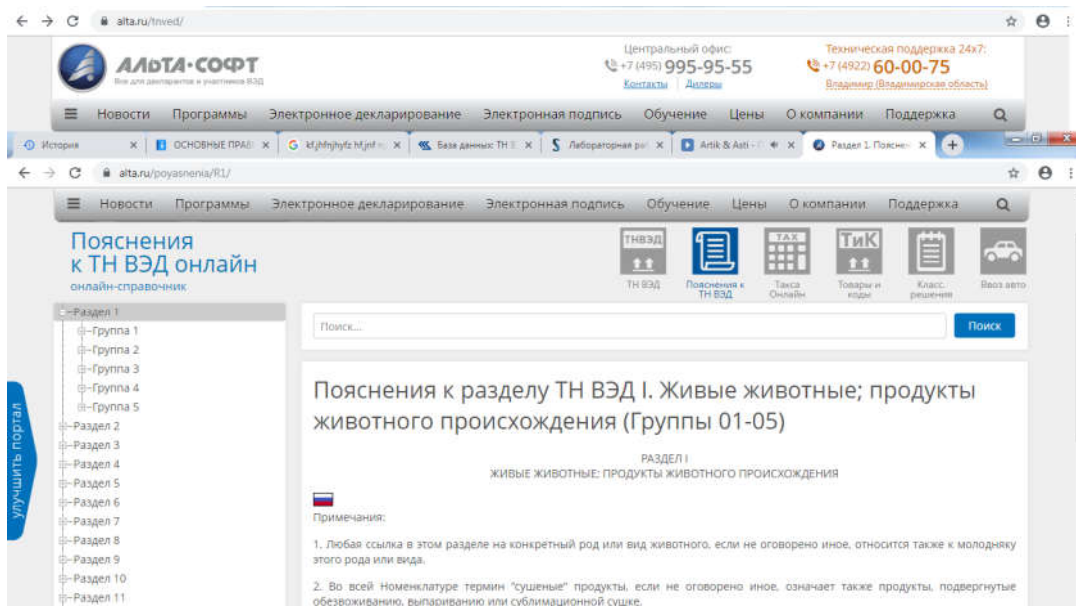 alta.ru/tnved/
АЛЬТА-СОФТ
Все для декларантов и участников ВЭД
Центральный офис:
+7 (495) 995-95-55
Контакты Дилеры
Техническая поддержка 24x7:
+7 (4922) 60-00-75
Владимир (Владимирская область)
Новости Программы Электронное декларирование Электронная подпись Обучение Цены О компании Поддержка
История ОСНОВНЫЕ ПРАВ База данных: ТН В Лабораторная раб Artik & Asti - Раздел 1. Поясне
alta.ru/poyasnenia/R1/
Новости Программы Электронное декларирование Электронная подпись Обучение Цены О компании Поддержка
Пояснения
к ТН ВЭД онлайн
онлайн-справочник
ТНВЭД TAX ТиК
ТН ВЭД Пояснения к ТН ВЭД Такса Онлайн Товары и коды Класс. решения Ввоз авто
Раздел 1
Группа 1
Группа 2
Группа 3
Группа 4
Группа 5
Раздел 2
Раздел 3
Раздел 4
Раздел 5
Раздел 6
Раздел 7
Раздел 8
Раздел 9
Раздел 10
Раздел 11
улучшить портал
Поиск... Поиск
Пояснения к разделу ТН ВЭД I. Живые животные; продукты
животного происхождения (Группы 01-05)
РАЗДЕЛ I
ЖИВЫЕ ЖИВОТНЫЕ; ПРОДУКТЫ ЖИВОТНОГО ПРОИСХОЖДЕНИЯ
Примечания:
1. Любая ссылка в этом разделе на конкретный род или вид животного, если не оговорено иное, относится также к молодняку
этого рода или вида.
2. Во всей Номенклатуре термин "сушеные" продукты, если не оговорено иное, означает также продукты, подвергнутые
обезвоживанию, выпариванию или сублимационной сушке.